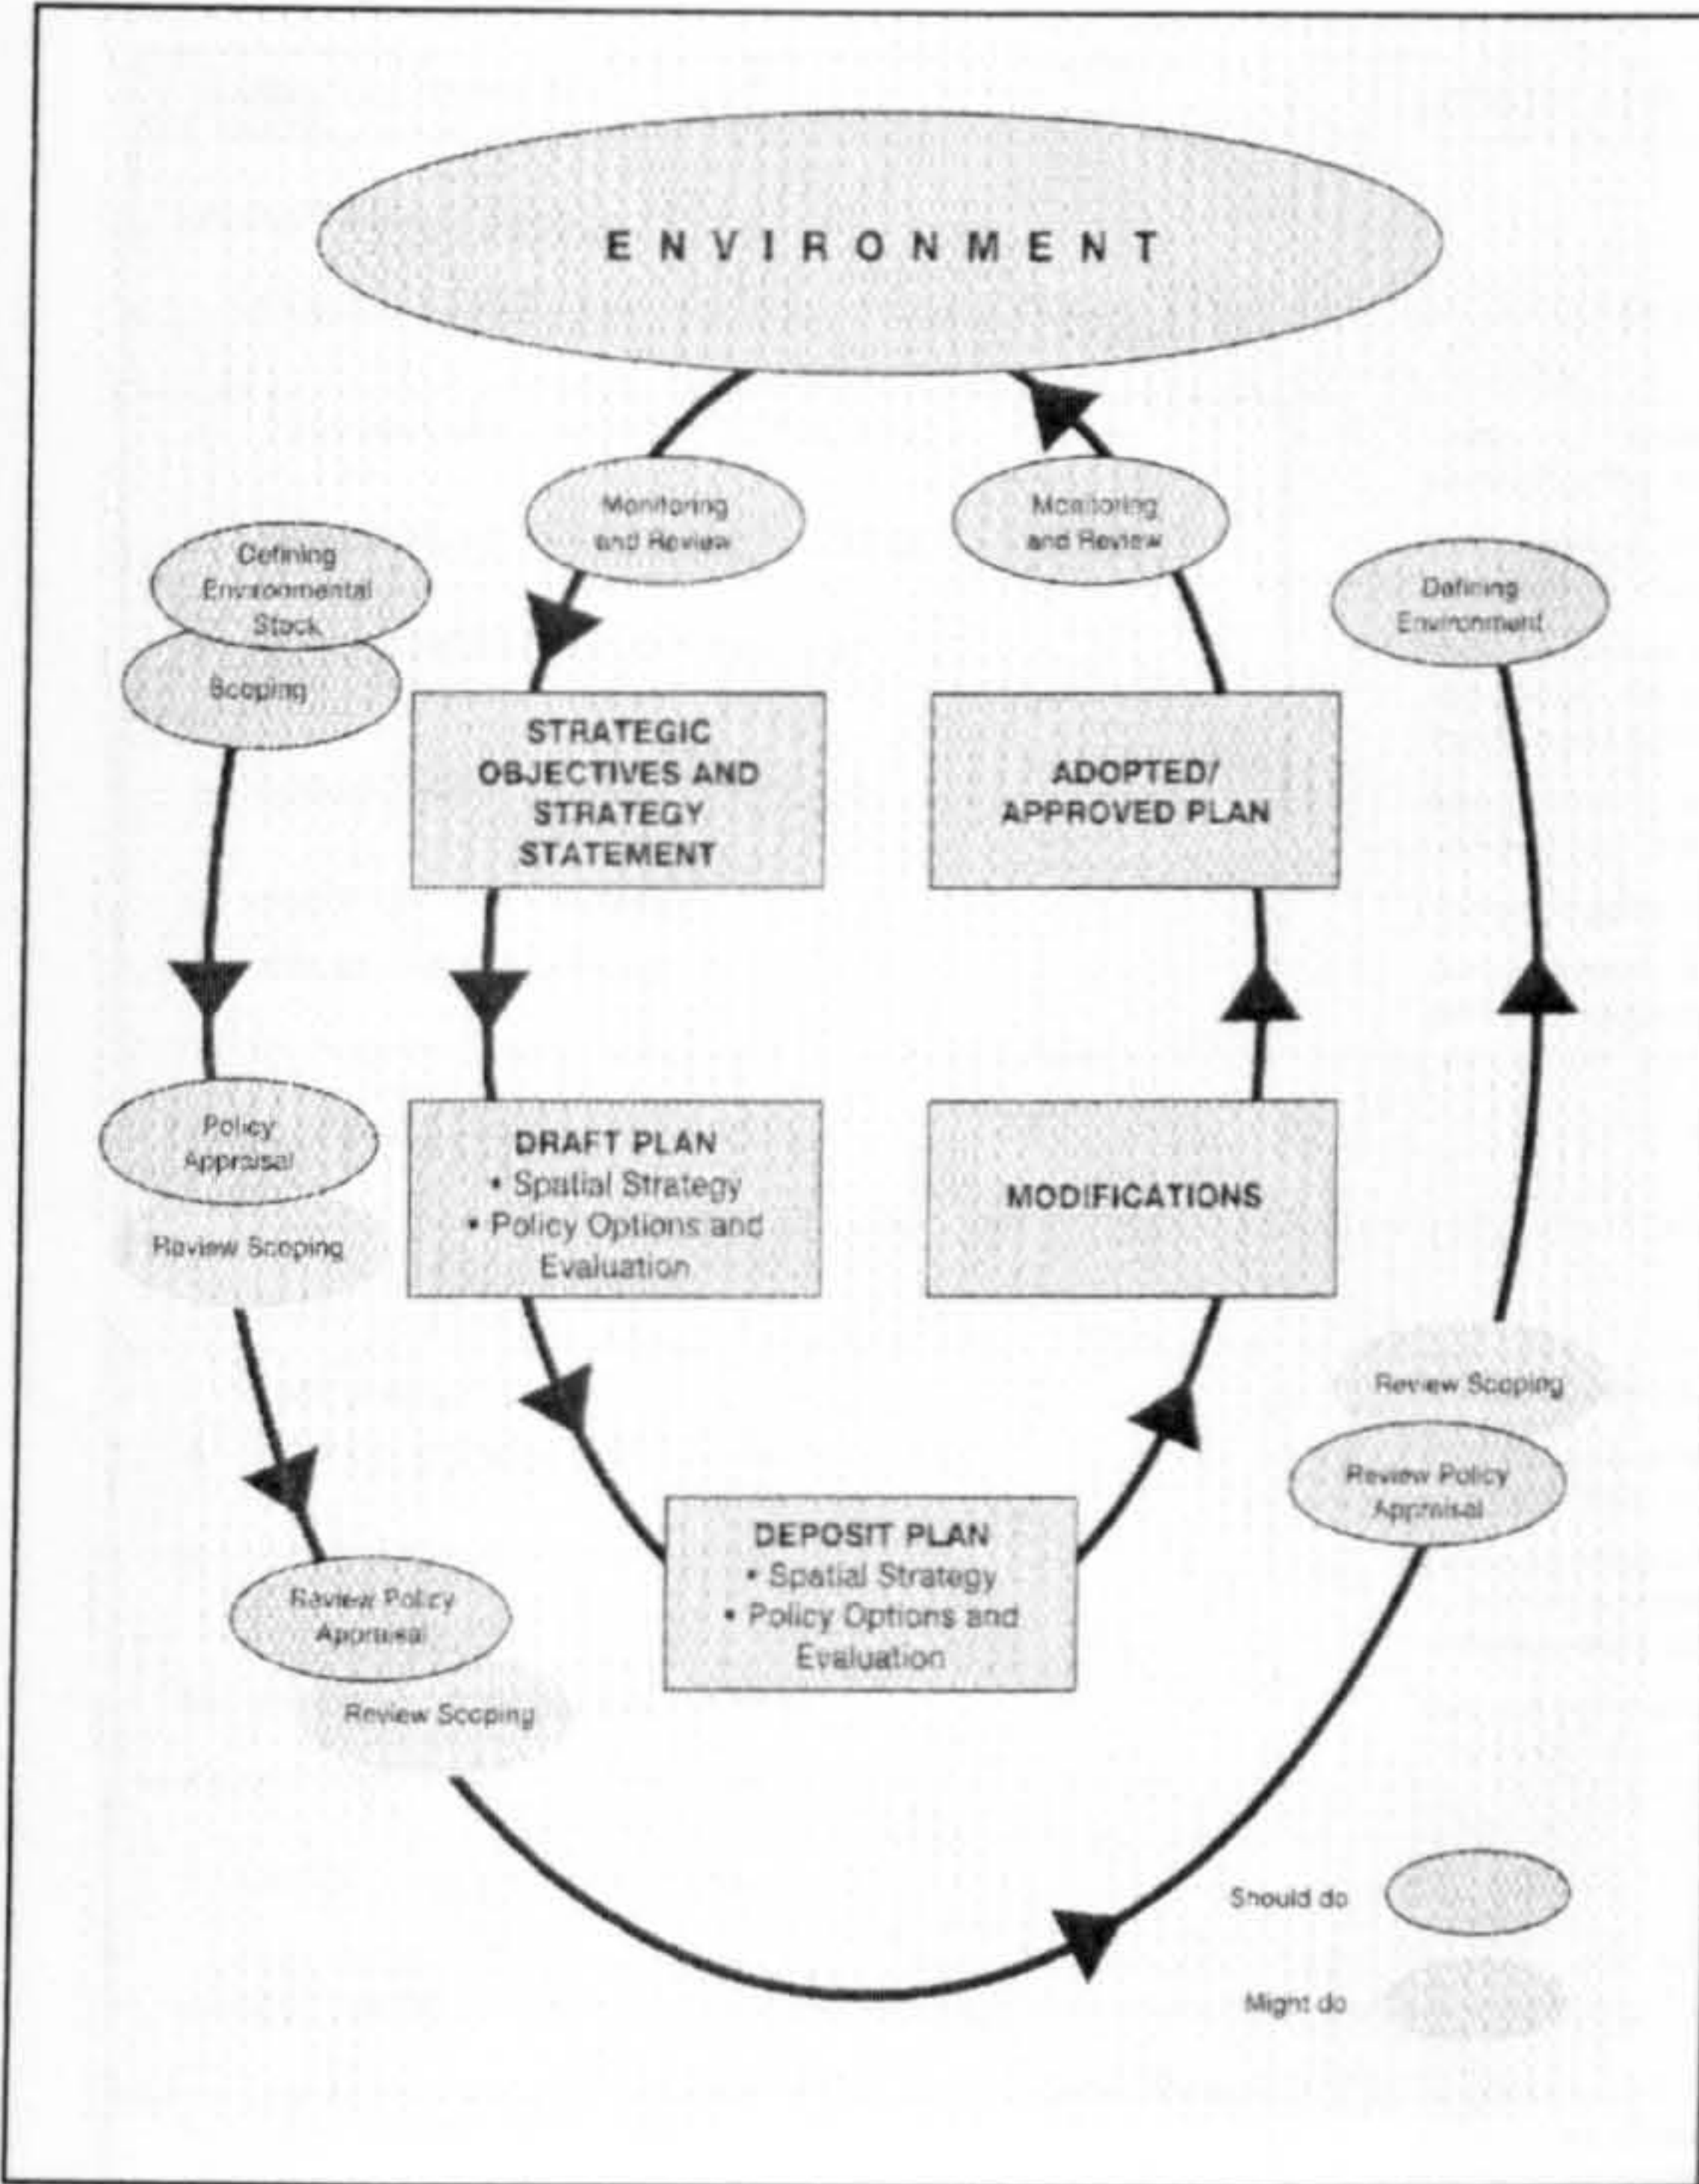 ENVIRONMENT
Monitoring
and Review
Monitoring
and Review
Defining
Environmental
Stock
Scoping
Defining
Environment
STRATEGIC
OBJECTIVES AND
STRATEGY
STATEMENT
ADOPTED/
APPROVED PLAN
Policy
Appraisal
Review Scoping
DRAFT PLAN
• Spatial Strategy
• Policy Options and
Evaluation
MODIFICATIONS
Review Scoping
Review Policy
Appraisal
DEPOSIT PLAN
• Spatial Strategy
• Policy Options and
Evaluation
Review Policy
Appraisal
Review Scoping
Should do
Might do